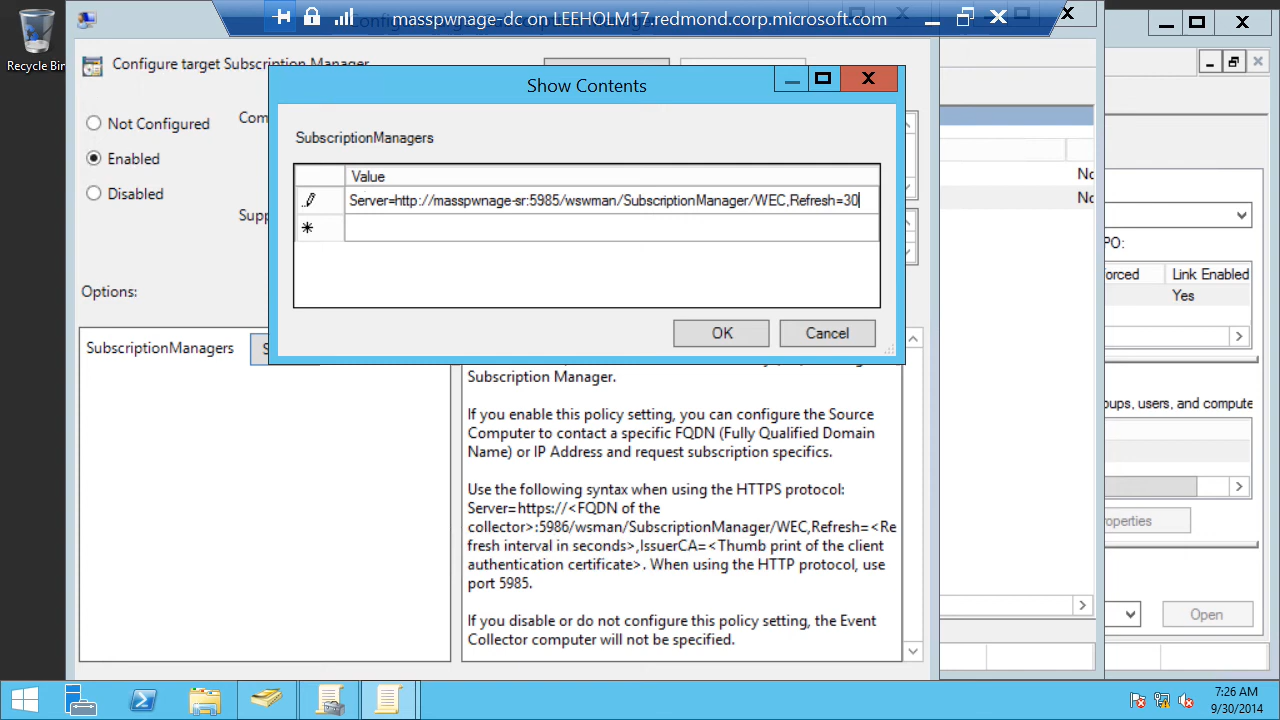 Recycle Bin
masspwnage-dc on LEEHOLM17.redmond.corp.microsoft.com
Configure target Subscription Manager
Not Configured
Enabled
Disabled
Show Contents
SubscriptionManagers
Value
Server=http://masspwnage-sr:5985/wswman/SubscriptionManager/WEC,Refresh=30
OK
Cancel
Options:
SubscriptionManagers
Subscription Manager.
If you enable this policy setting, you can configure the Source
Computer to contact a specific FQDN (Fully Qualified Domain
Name) or IP Address and request subscription specifics.
Use the following syntax when using the HTTPS protocol:
Server=https://<FQDN of the
collector>:5986/wsman/SubscriptionManager/WEC,Refresh=<Re
fresh interval in seconds>,IssuerCA=<Thumb print of the client
authentication certificate>. When using the HTTP protocol, use
port 5985.
If you disable or do not configure this policy setting, the Event
Collector computer will not be specified.
Com
Supp
No
No
PO:
orced
Link Enabled
Yes
oups, users, and compute
roperties
Open
7:26 AM
9/30/2014